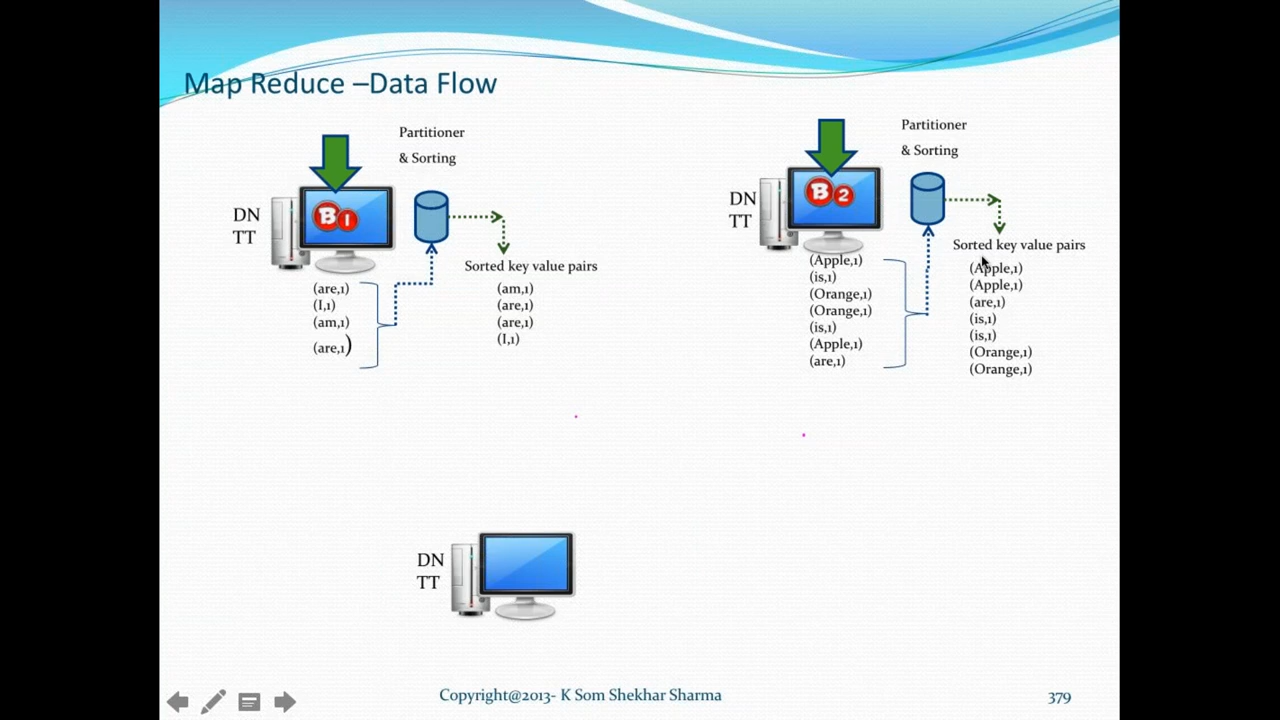 Map Reduce –Data Flow
Partitioner
& Sorting
DN
TT
B1
Sorted key value pairs
(are,1)
(I,1)
(am,1)
(are,1)
(am,1)
(are,1)
(are,1)
(I,1)
Partitioner
& Sorting
DN
TT
B2
Sorted key value pairs
(Apple,1)
(is,1)
(Orange,1)
(Orange,1)
(is,1)
(Apple,1)
(are,1)
(Apple,1)
(Apple,1)
(are,1)
(is,1)
(is,1)
(Orange,1)
(Orange,1)
DN
TT
Copyright@2013- K Som Shekhar Sharma
379